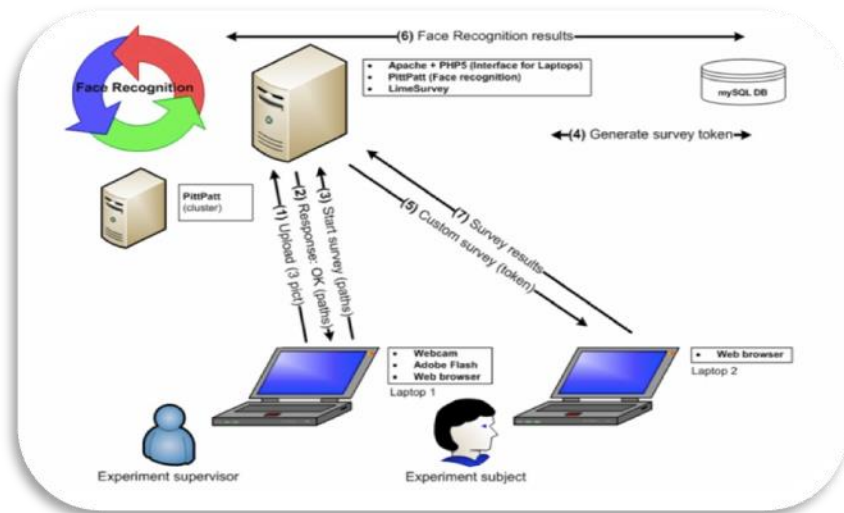 (6) Face Recognition results
Face Recognition
Apache + PHP5 (Interface for Laptops)
PittPatt (Face recognition)
LimeSurvey
mySQL DB
(4) Generate survey token
PittPatt
(cluster)
(1) Upload (3 pict)
(2) Response: OK (paths)
(3) Start survey (paths)
(5) Custom survey (token)
(7) Survey results
Webcam
Adobe Flash
Web browser
Laptop 1
Web browser
Laptop 2
Experiment supervisor
Experiment subject